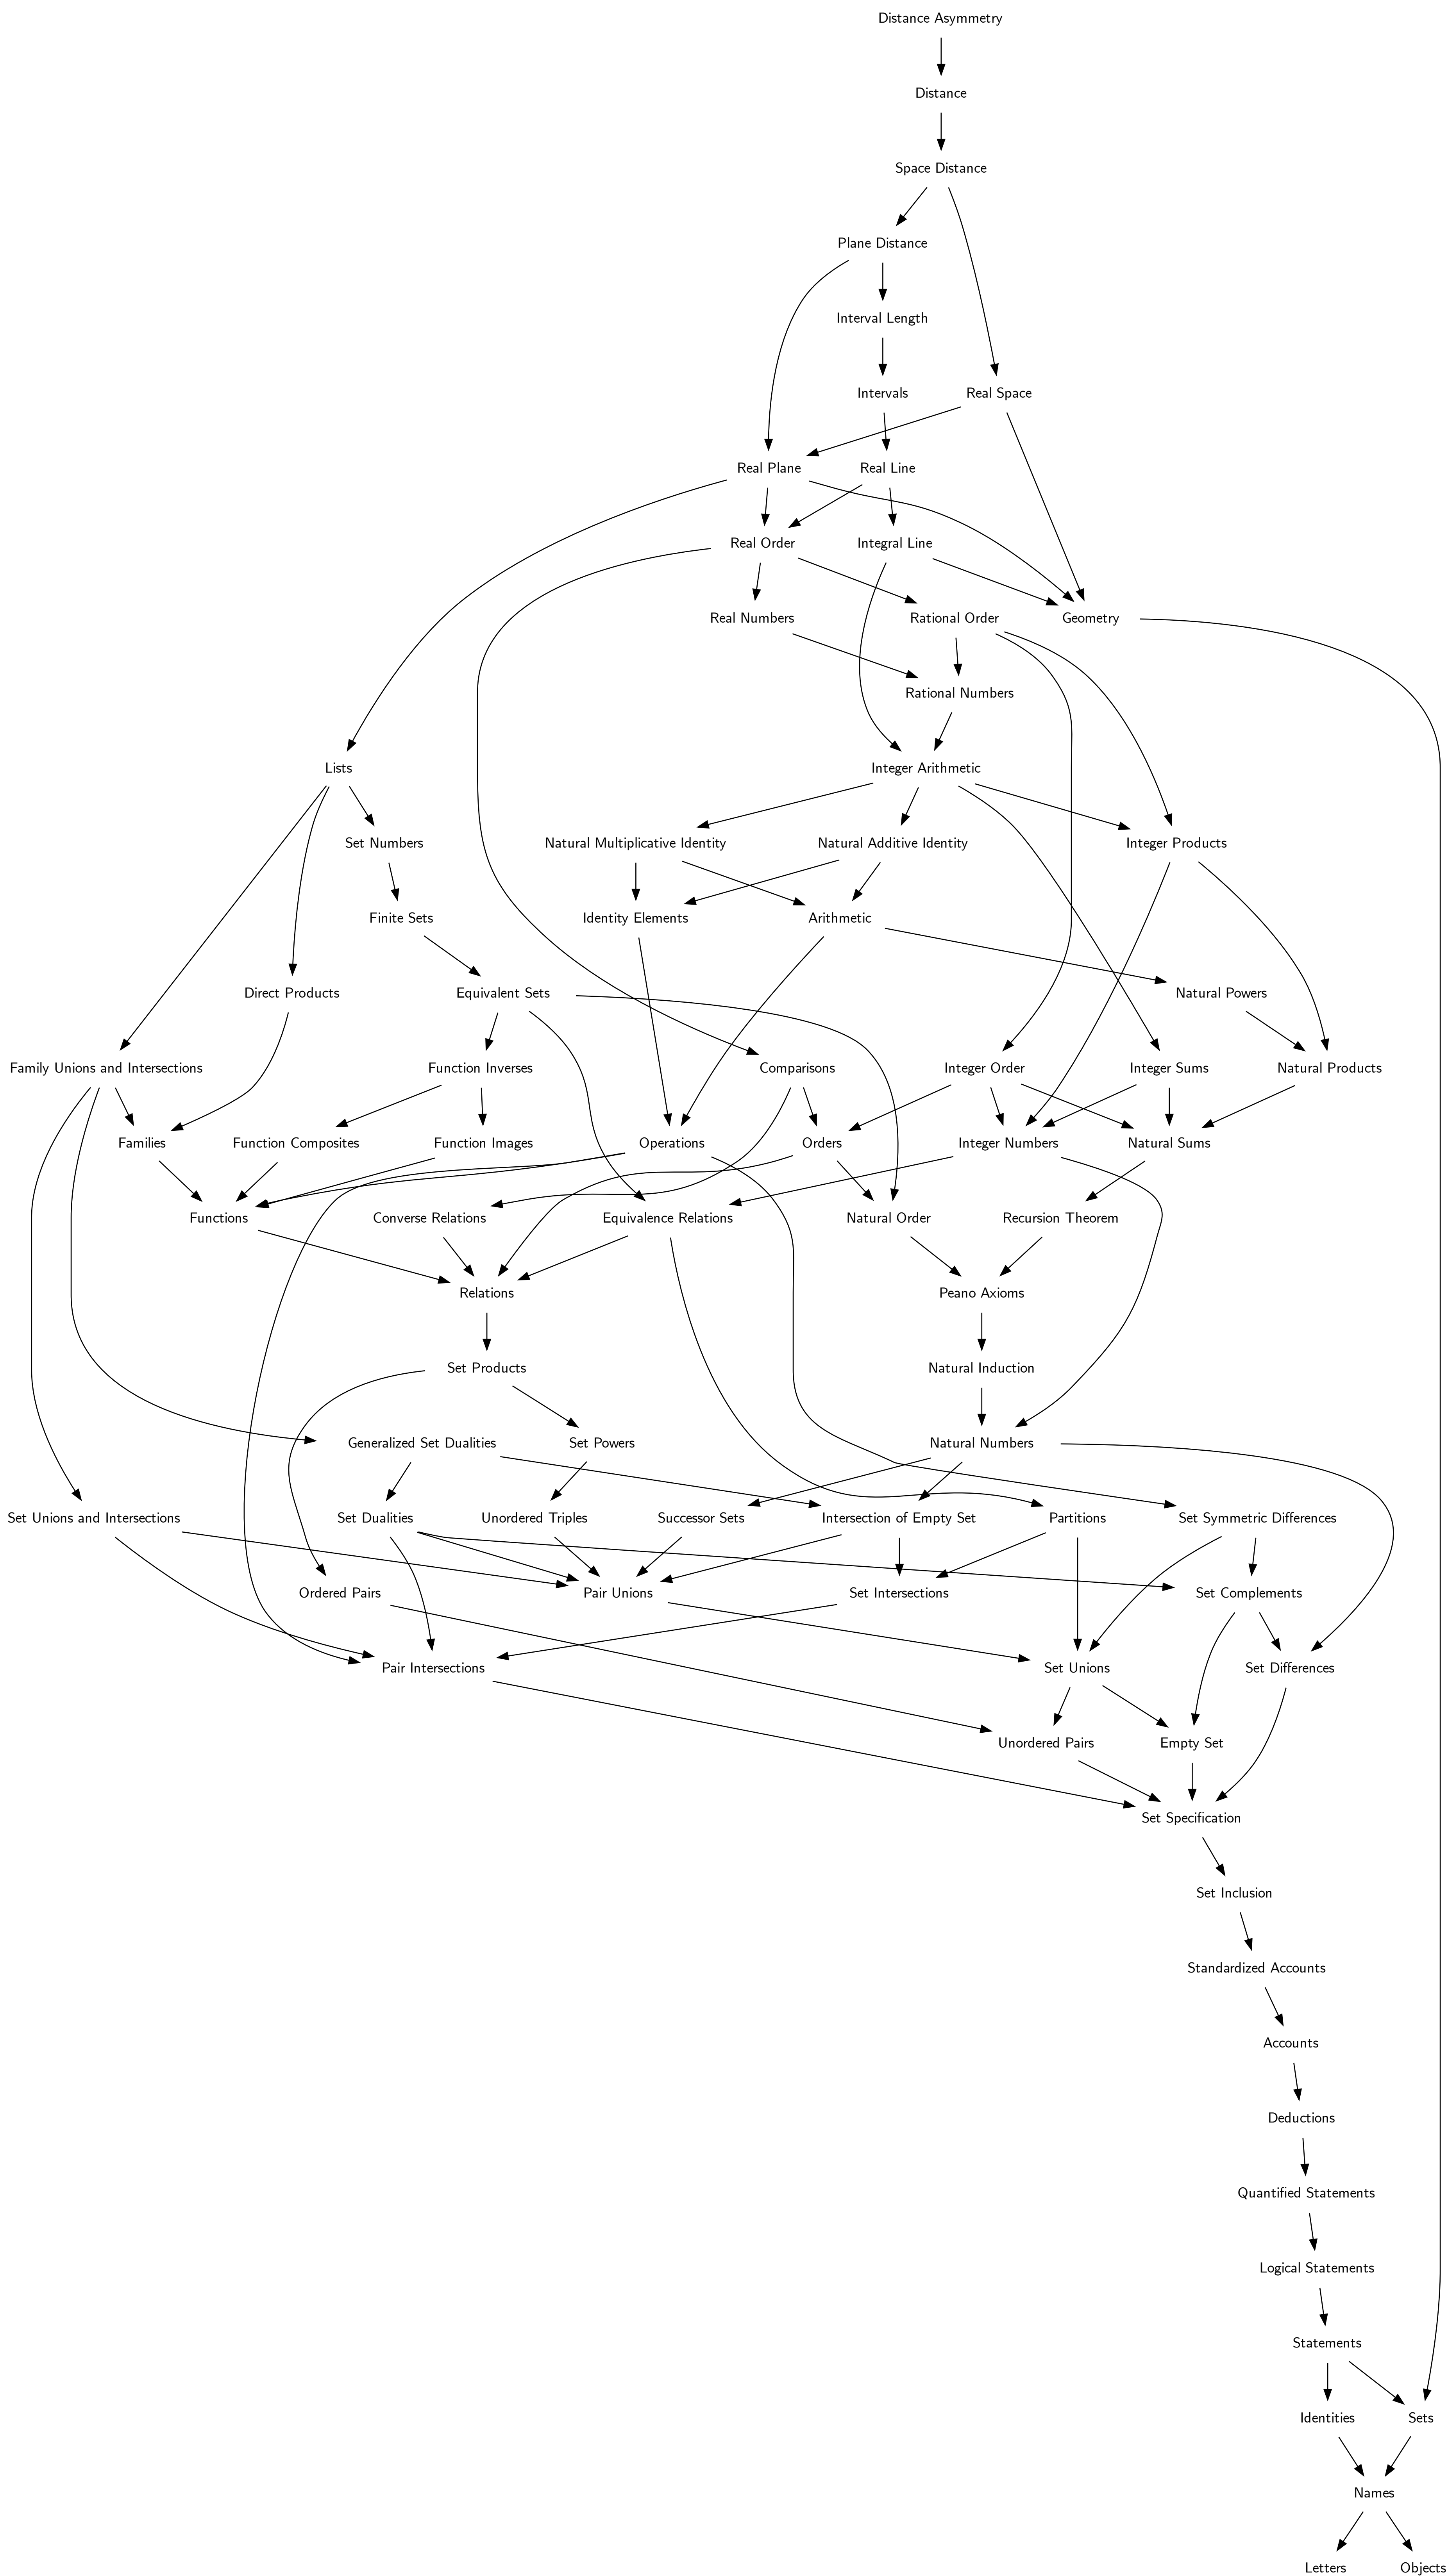 Distance Asymmetry
Distance
Space Distance
Plane Distance
Interval Length
Intervals
Real Space
Real Plane
Real Line
Real Order
Integral Line
Real Numbers
Rational Order
Geometry
Rational Numbers
Lists
Integer Arithmetic
Set Numbers
Natural Multiplicative Identity
Natural Additive Identity
Integer Products
Finite Sets
Identity Elements
Arithmetic
Direct Products
Equivalent Sets
Natural Powers
Family Unions and Intersections
Function Inverses
Comparisons
Integer Order
Integer Sums
Natural Products
Families
Function Composites
Function Images
Operations
Orders
Integer Numbers
Natural Sums
Functions
Converse Relations
Equivalence Relations
Natural Order
Recursion Theorem
Relations
Peano Axioms
Set Products
Natural Induction
Generalized Set Dualities
Set Powers
Natural Numbers
Set Unions and Intersections
Set Dualities
Unordered Triples
Successor Sets
Intersection of Empty Set
Partitions
Set Symmetric Differences
Ordered Pairs
Pair Unions
Set Intersections
Set Complements
Pair Intersections
Set Unions
Set Differences
Unordered Pairs
Empty Set
Set Specification
Set Inclusion
Standardized Accounts
Accounts
Deductions
Quantified Statements
Logical Statements
Statements
Identities
Sets
Names
Letters
Objects